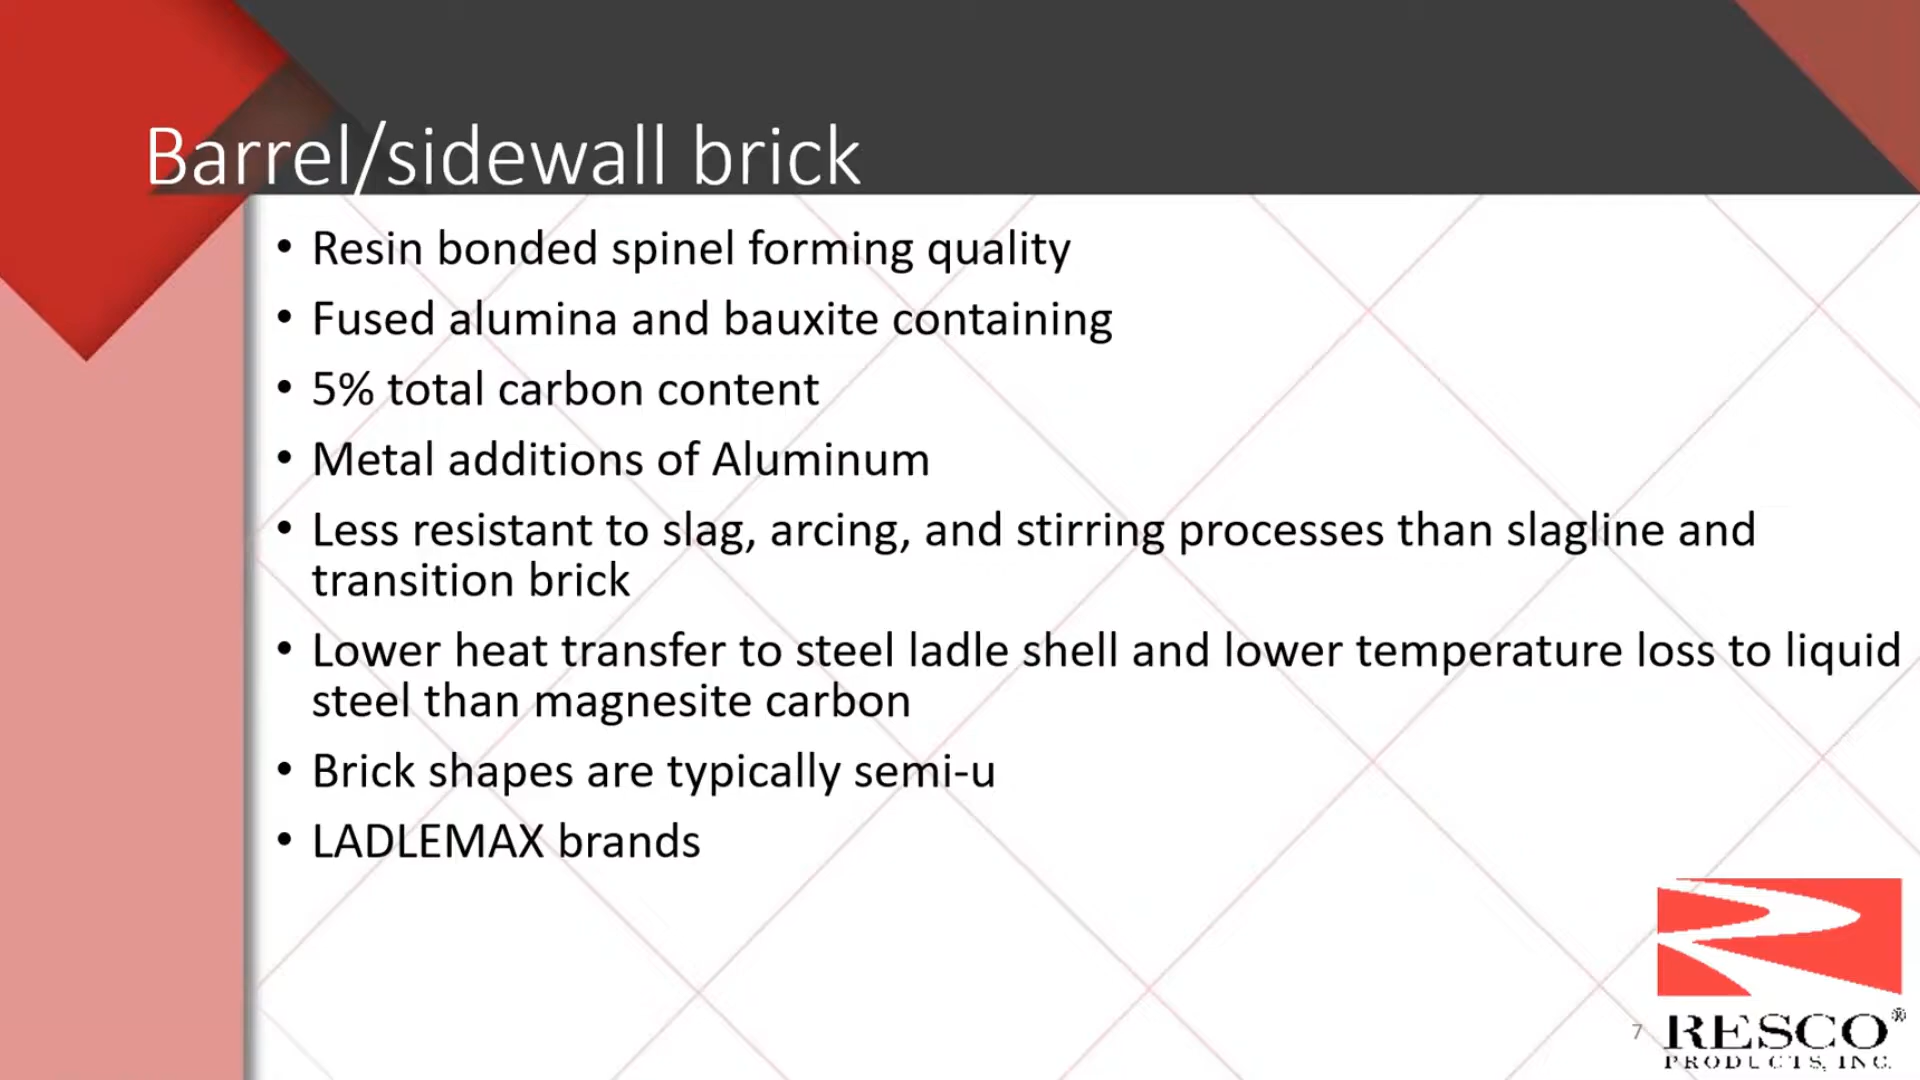 Barrel/sidewall brick
• Resin bonded spinel forming quality
• Fused alumina and bauxite containing
• 5% total carbon content
• Metal additions of Aluminum
• Less resistant to slag, arcing, and stirring processes than slagline and
transition brick
• Lower heat transfer to steel ladle shell and lower temperature loss to liquid
steel than magnesite carbon
• Brick shapes are typically semi-u
• LADLEMAX brands
7
RESCO®
PRODUCTS, INC.